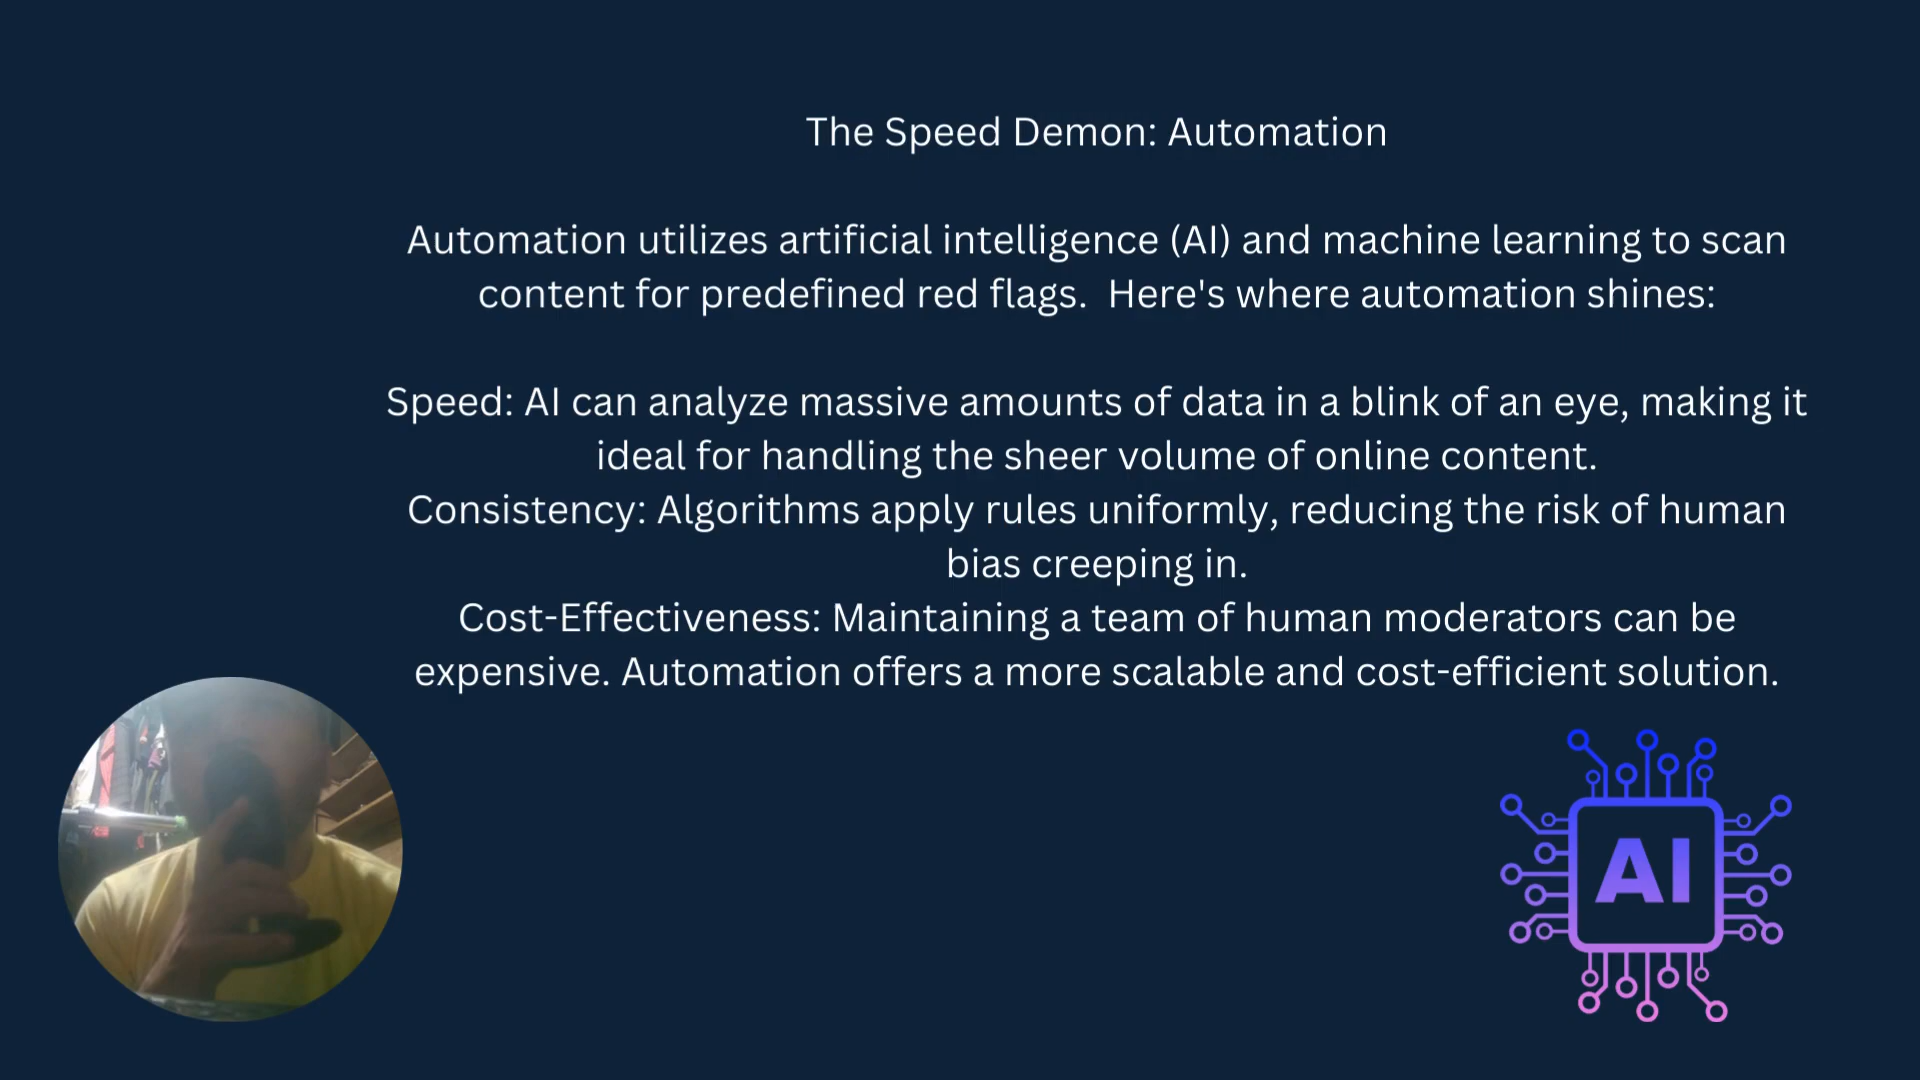 The Speed Demon: Automation
Automation utilizes artificial intelligence (AI) and machine learning to scan
content for predefined red flags.  Here's where automation shines:
Speed: AI can analyze massive amounts of data in a blink of an eye, making it
ideal for handling the sheer volume of online content.
Consistency: Algorithms apply rules uniformly, reducing the risk of human
bias creeping in.
Cost-Effectiveness: Maintaining a team of human moderators can be
expensive. Automation offers a more scalable and cost-efficient solution.
AI